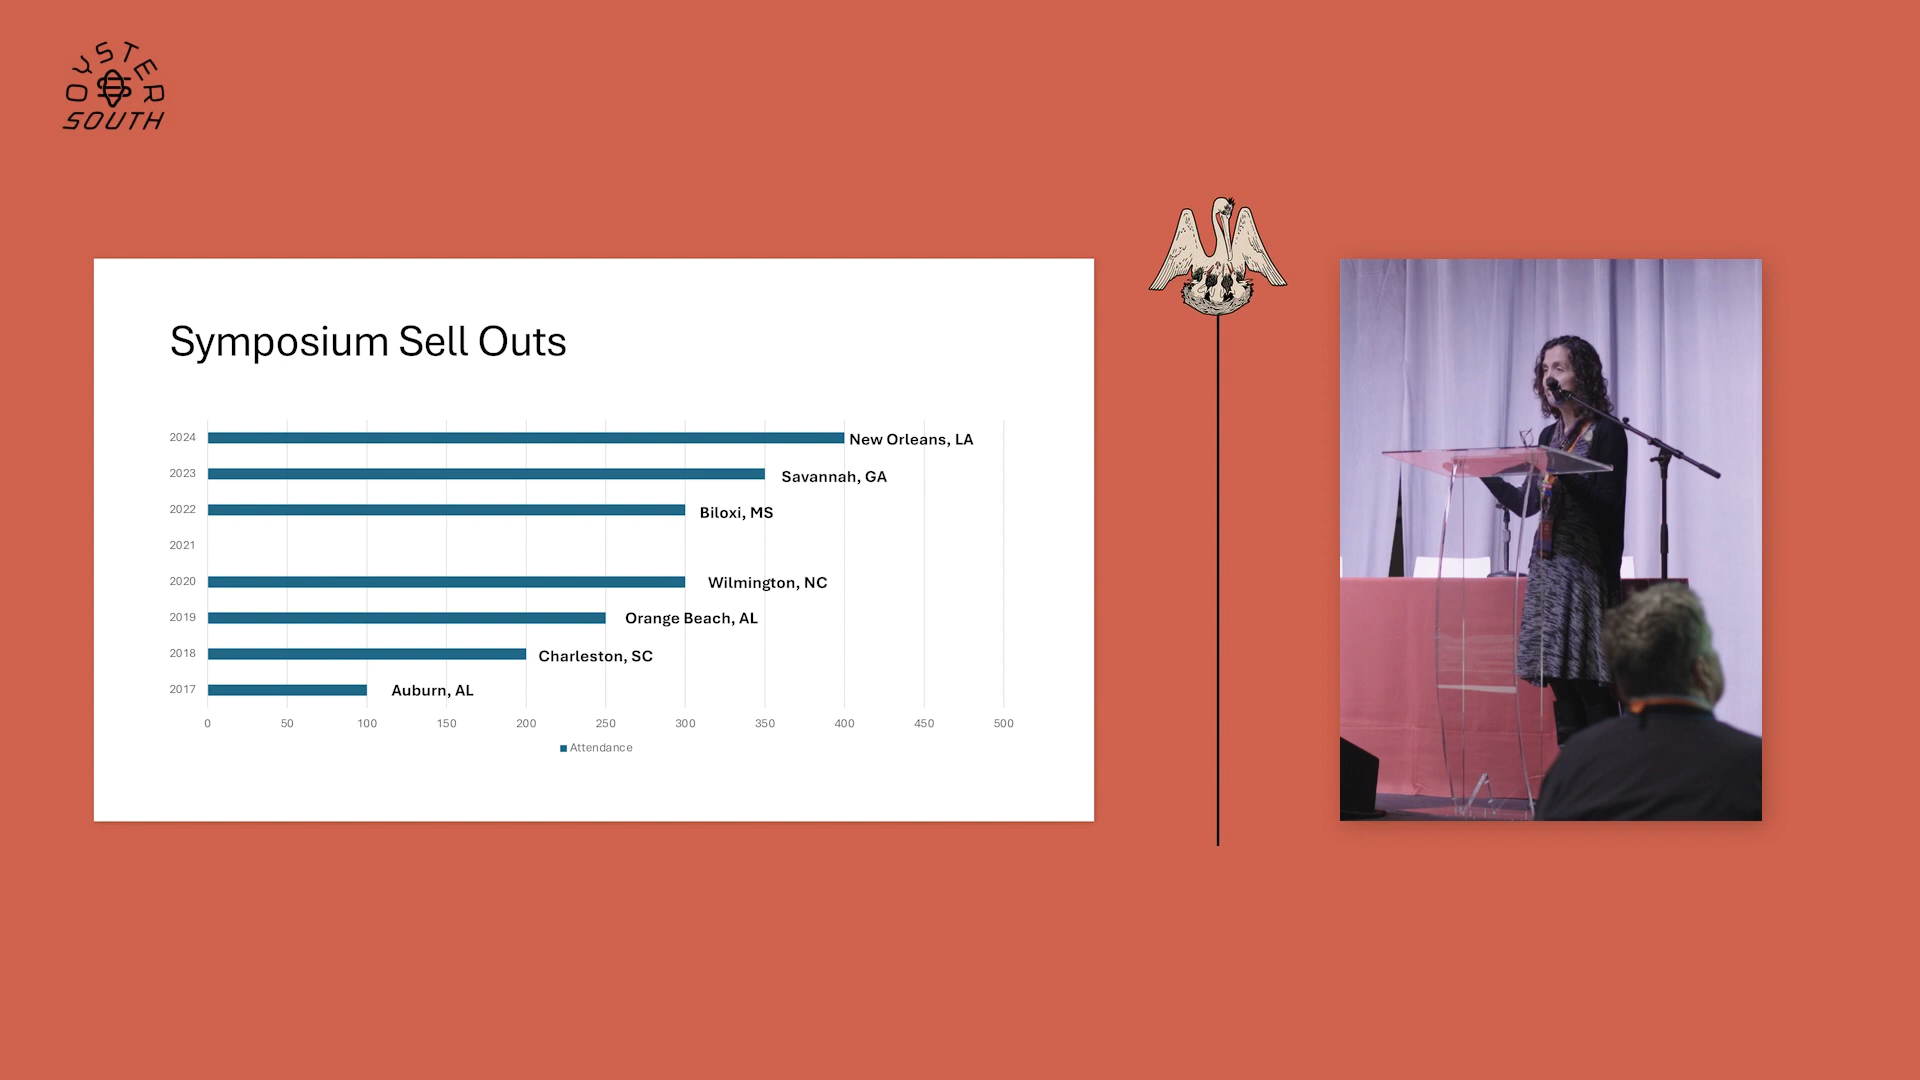 OYSTER
SOUTH
Symposium Sell Outs
2024 New Orleans, LA
2023 Savannah, GA
2022 Biloxi, MS
2021
2020 Wilmington, NC
2019 Orange Beach, AL
2018 Charleston, SC
2017 Auburn, AL
0 50 100 150 200 250 300 350 400 450 500
Attendance